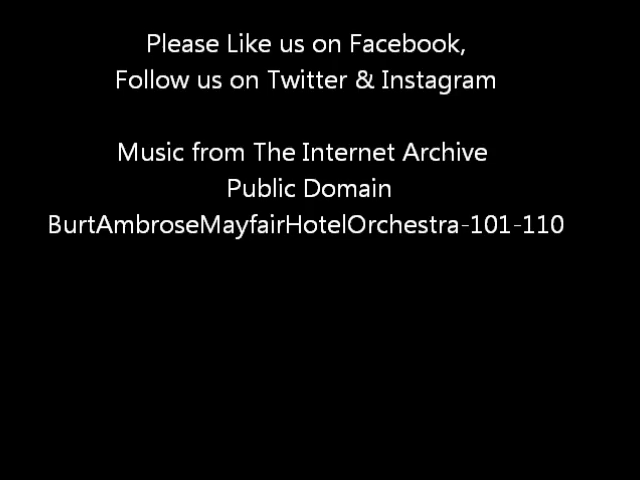 Please Like us on Facebook,
Follow us on Twitter & Instagram
Music from The Internet Archive
Public Domain
BurtAmbroseMayfairHotelOrchestra-101-110